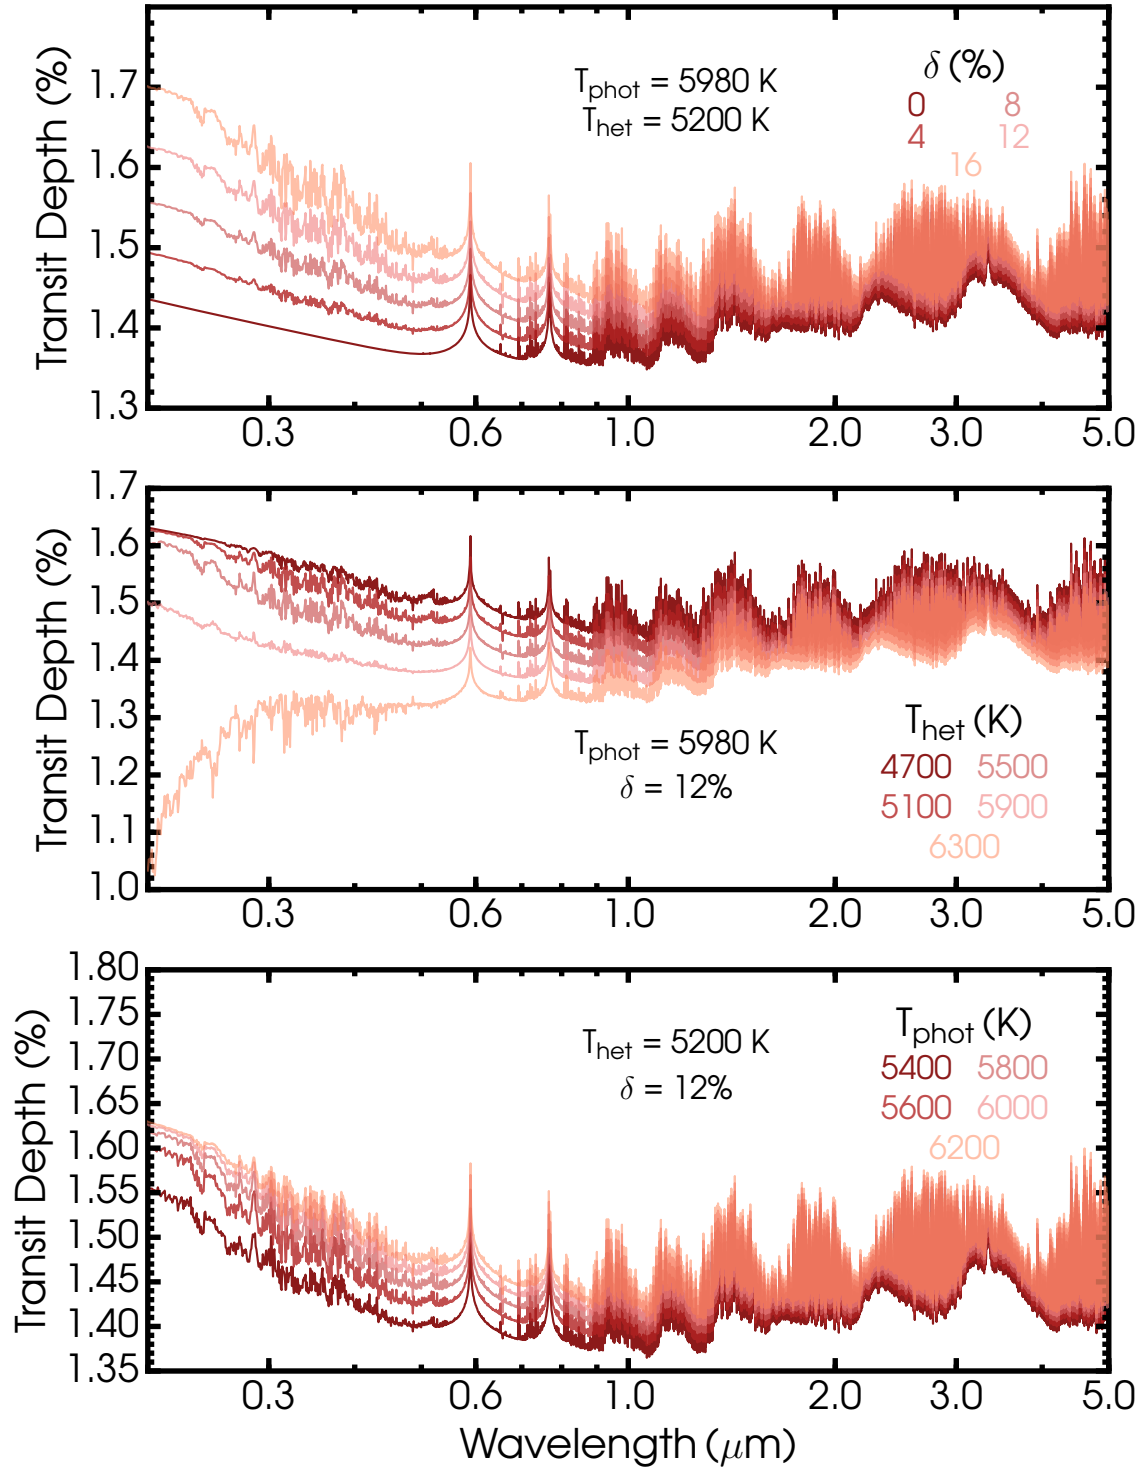 Transit Depth (%)
1.7
1.6
1.5
1.4
1.3
T_phot = 5980 K
T_het = 5200 K
δ (%)
0 8
4 12
16
0.3 0.6 1.0 2.0 3.0 5.0
Transit Depth (%)
1.7
1.6
1.5
1.4
1.3
1.2
1.1
1.0
T_phot = 5980 K
δ = 12%
T_het (K)
4700 5500
5100 5900
6300
0.3 0.6 1.0 2.0 3.0 5.0
Transit Depth (%)
1.80
1.75
1.70
1.65
1.60
1.55
1.50
1.45
1.40
1.35
T_het = 5200 K
δ = 12%
T_phot (K)
5400 5800
5600 6000
6200
0.3 0.6 1.0 2.0 3.0 5.0
Wavelength (μm)